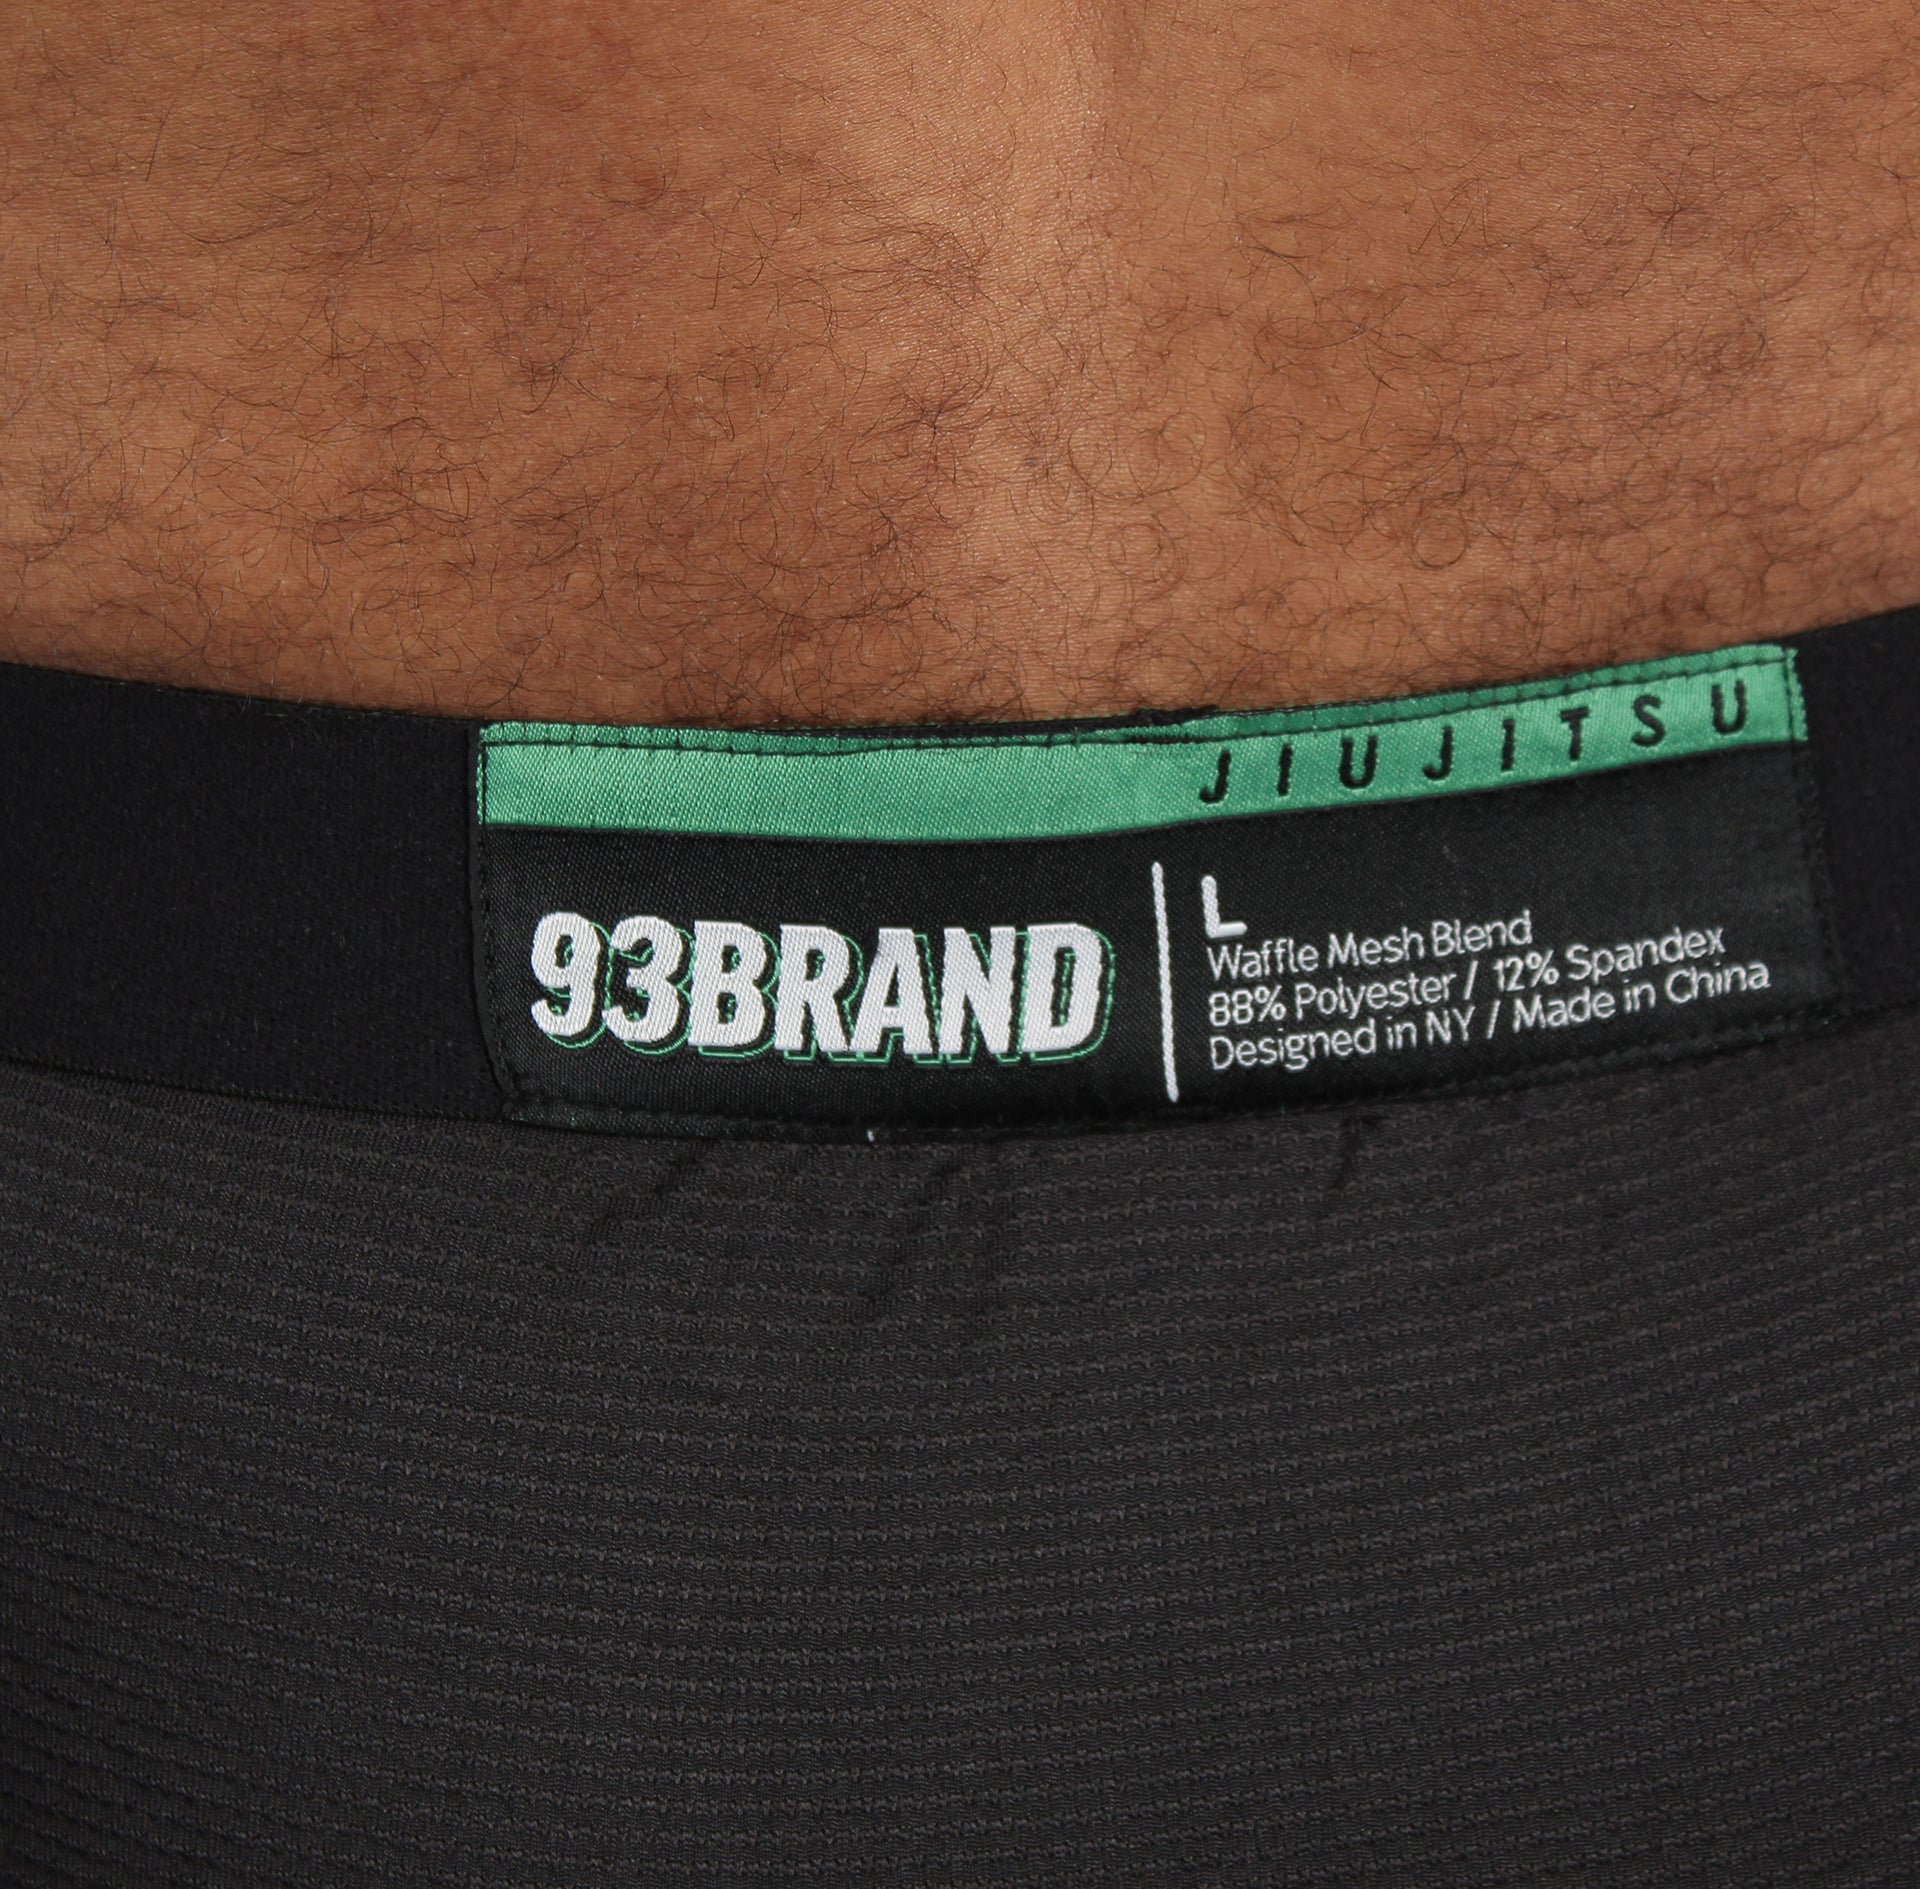 JIUJITSU
93BRAND
L
Waffle Mesh Blend
88% Polyester / 12% Spandex
Designed in NY / Made in China